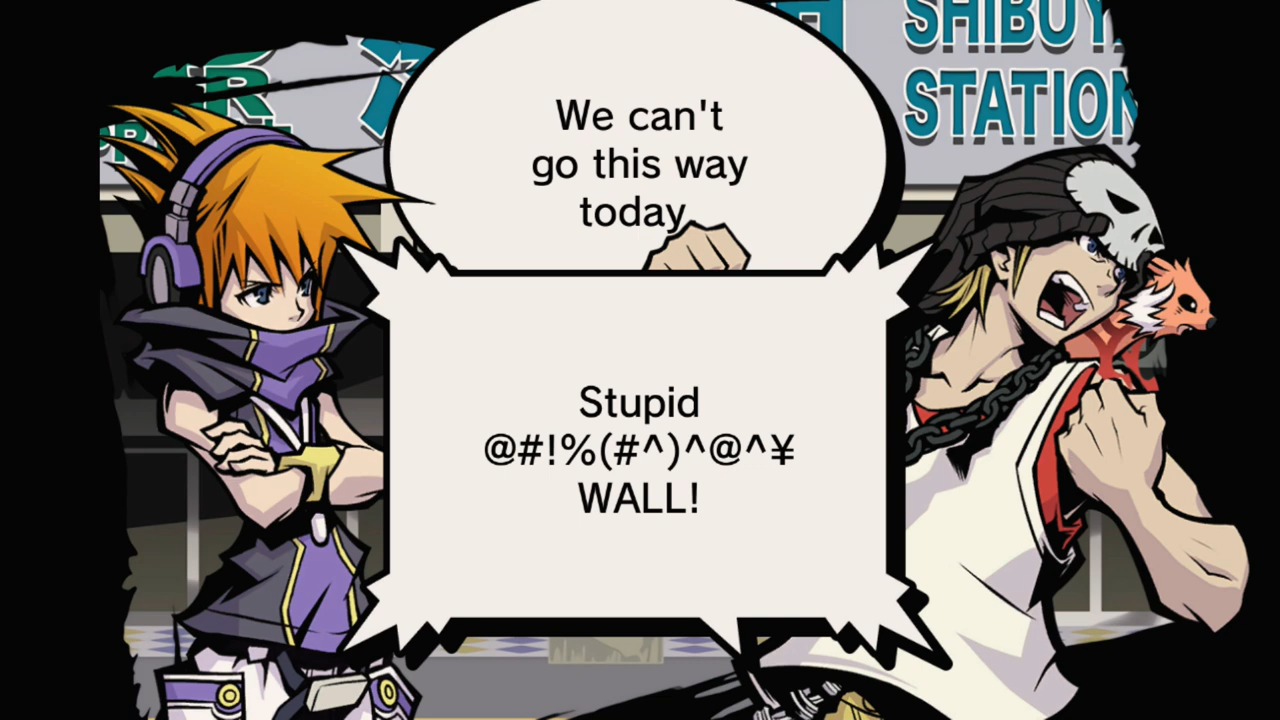 SHIBUY
STATION
We can't
go this way
today
Stupid
@#!%(#^)^@^¥
WALL!